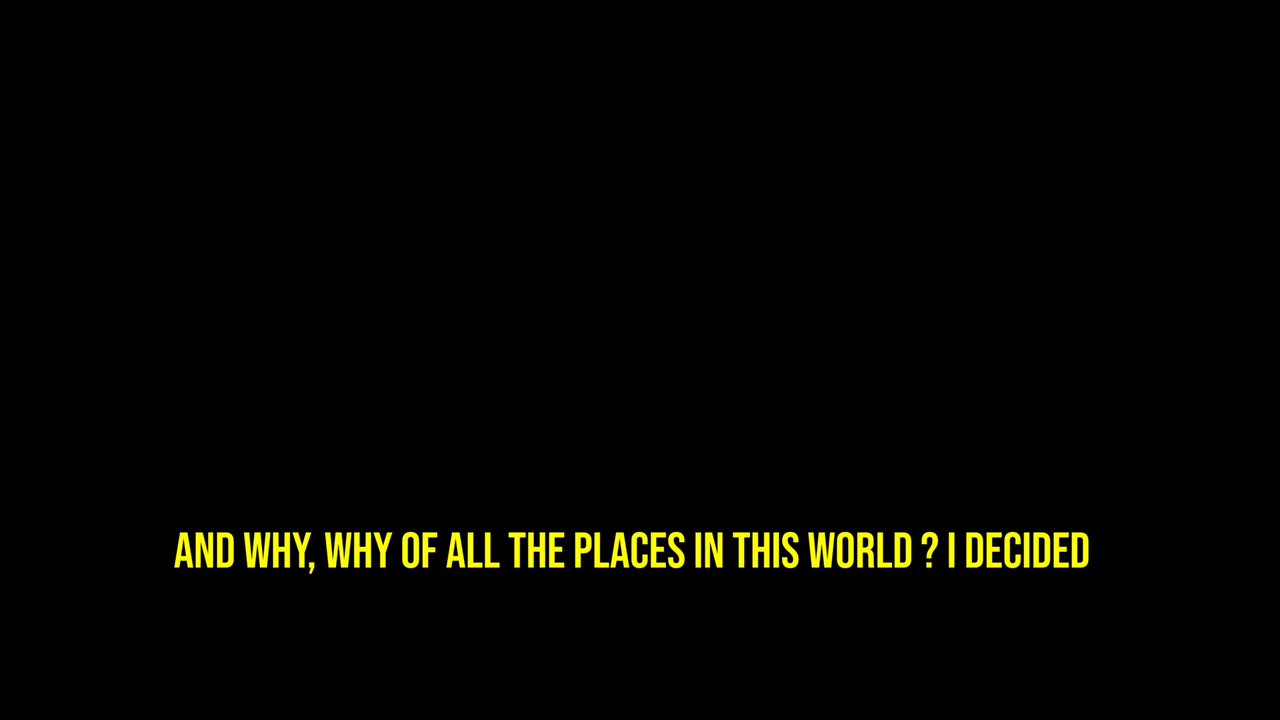 AND WHY, WHY OF ALL THE PLACES IN THIS WORLD ? I DECIDED